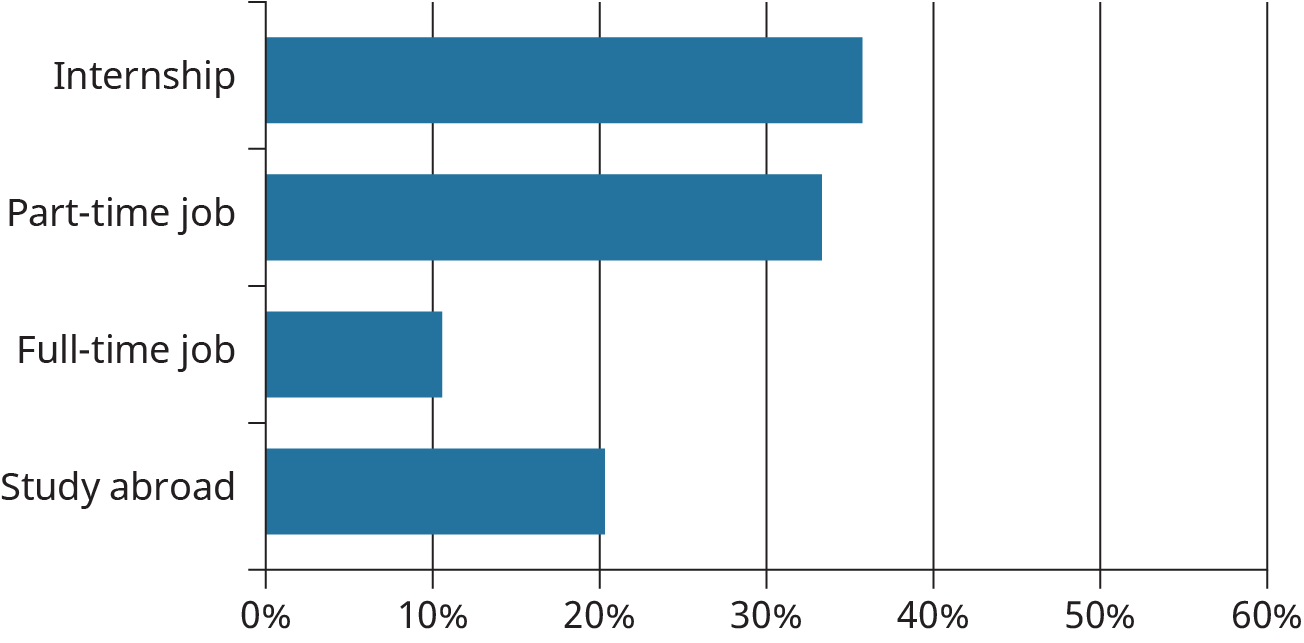 Internship
Part-time job
Full-time job
Study abroad
0% 10% 20% 30% 40% 50% 60%